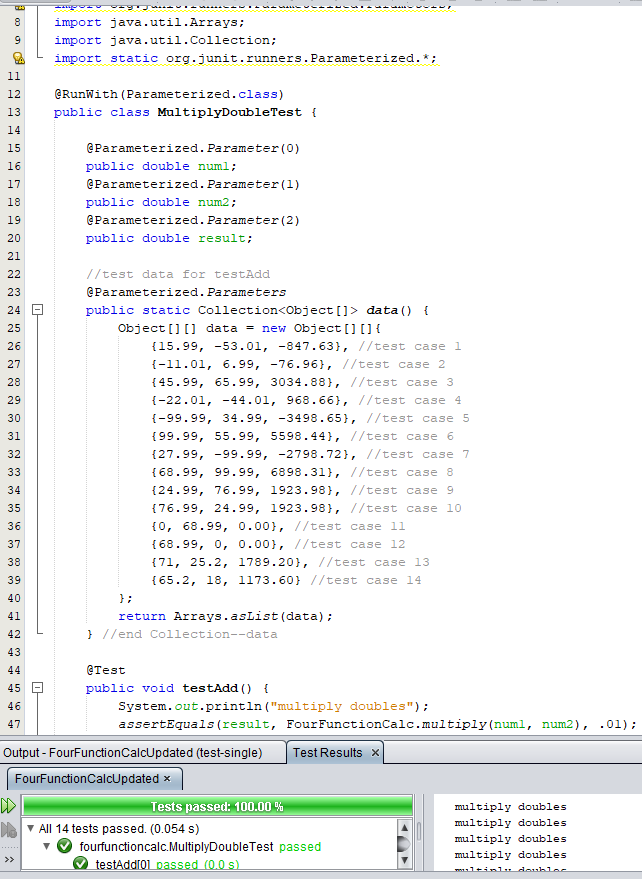 import org.junit.runners.Parameterized.Parameters;
8 import java.util.Arrays;
9 import java.util.Collection;
import static org.junit.runners.Parameterized.*;
11
12 @RunWith(Parameterized.class)
13 public class MultiplyDoubleTest {
14
15 @Parameterized.Parameter(0)
16 public double num1;
17 @Parameterized.Parameter(1)
18 public double num2;
19 @Parameterized.Parameter(2)
20 public double result;
21
22 //test data for testAdd
23 @Parameterized.Parameters
24 public static Collection<Object[]> data() {
25 Object[][] data = new Object[][]{
26 {15.99, -53.01, -847.63}, //test case 1
27 {-11.01, 6.99, -76.96}, //test case 2
28 {45.99, 65.99, 3034.88}, //test case 3
29 {-22.01, -44.01, 968.66}, //test case 4
30 {-99.99, 34.99, -3498.65}, //test case 5
31 {99.99, 55.99, 5598.44}, //test case 6
32 {27.99, -99.99, -2798.72}, //test case 7
33 {68.99, 99.99, 6898.31}, //test case 8
34 {24.99, 76.99, 1923.98}, //test case 9
35 {76.99, 24.99, 1923.98}, //test case 10
36 {0, 68.99, 0.00}, //test case 11
37 {68.99, 0, 0.00}, //test case 12
38 {71, 25.2, 1789.20}, //test case 13
39 {65.2, 18, 1173.60} //test case 14
40 };
41 return Arrays.asList(data);
42 } //end Collection--data
43
44 @Test
45 public void testAdd() {
46 System.out.println("multiply doubles");
47 assertEquals(result, FourFunctionCalc.multiply(num1, num2), .01);
Output - FourFunctionCalcUpdated (test-single) Test Results ×
FourFunctionCalcUpdated ×
Tests passed: 100.00 %
All 14 tests passed. (0.054 s)
fourfunctioncalc.MultiplyDoubleTest passed
testAdd[0] passed (0.0 s)
>>
multiply doubles
multiply doubles
multiply doubles
multiply doubles
multiply doubles